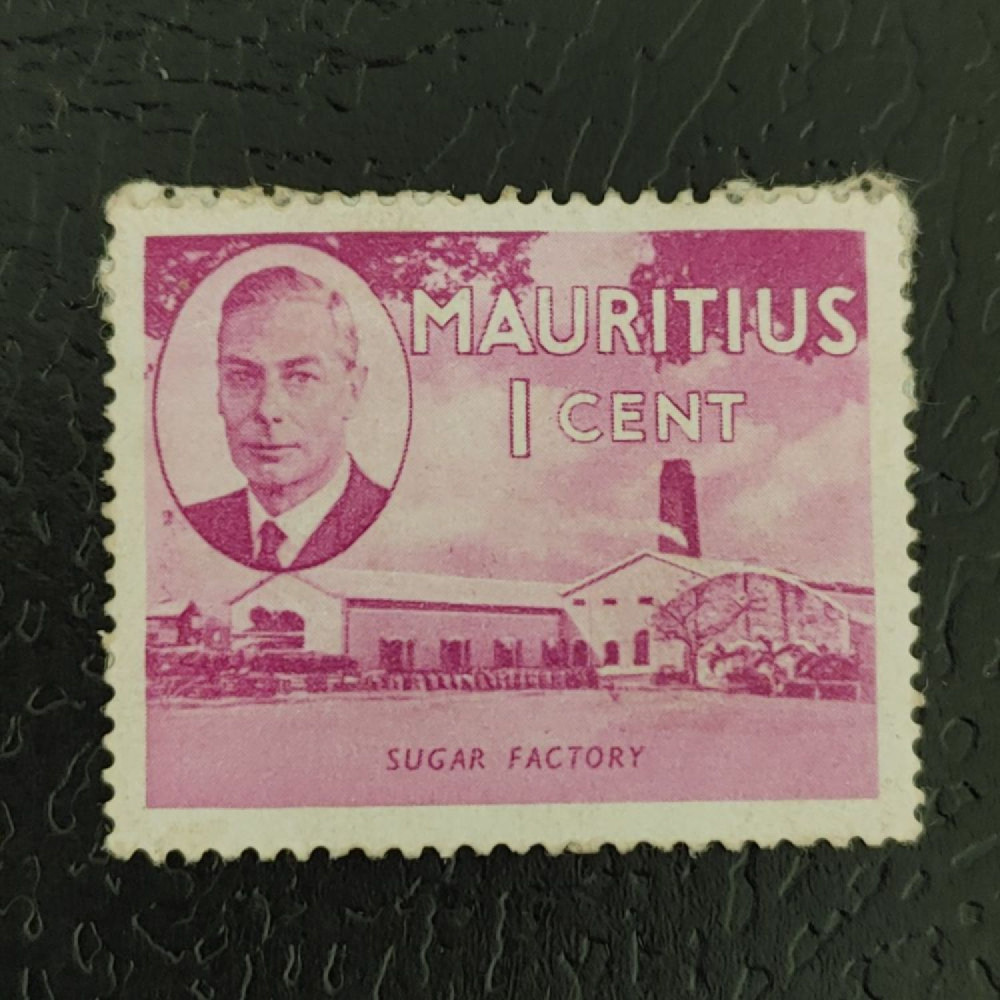 MAURITIUS
1 CENT
SUGAR FACTORY